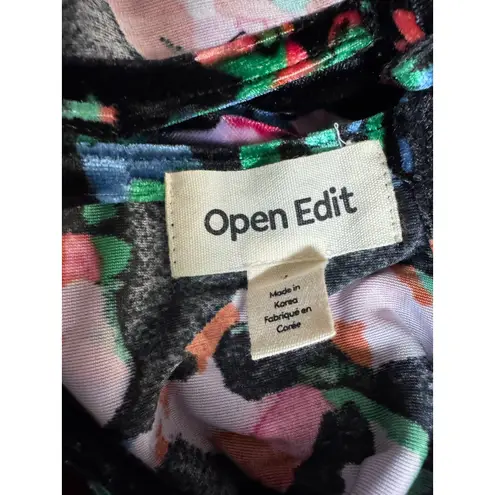 Open Edit
Made in
Korea
Fabriqué en
Corée